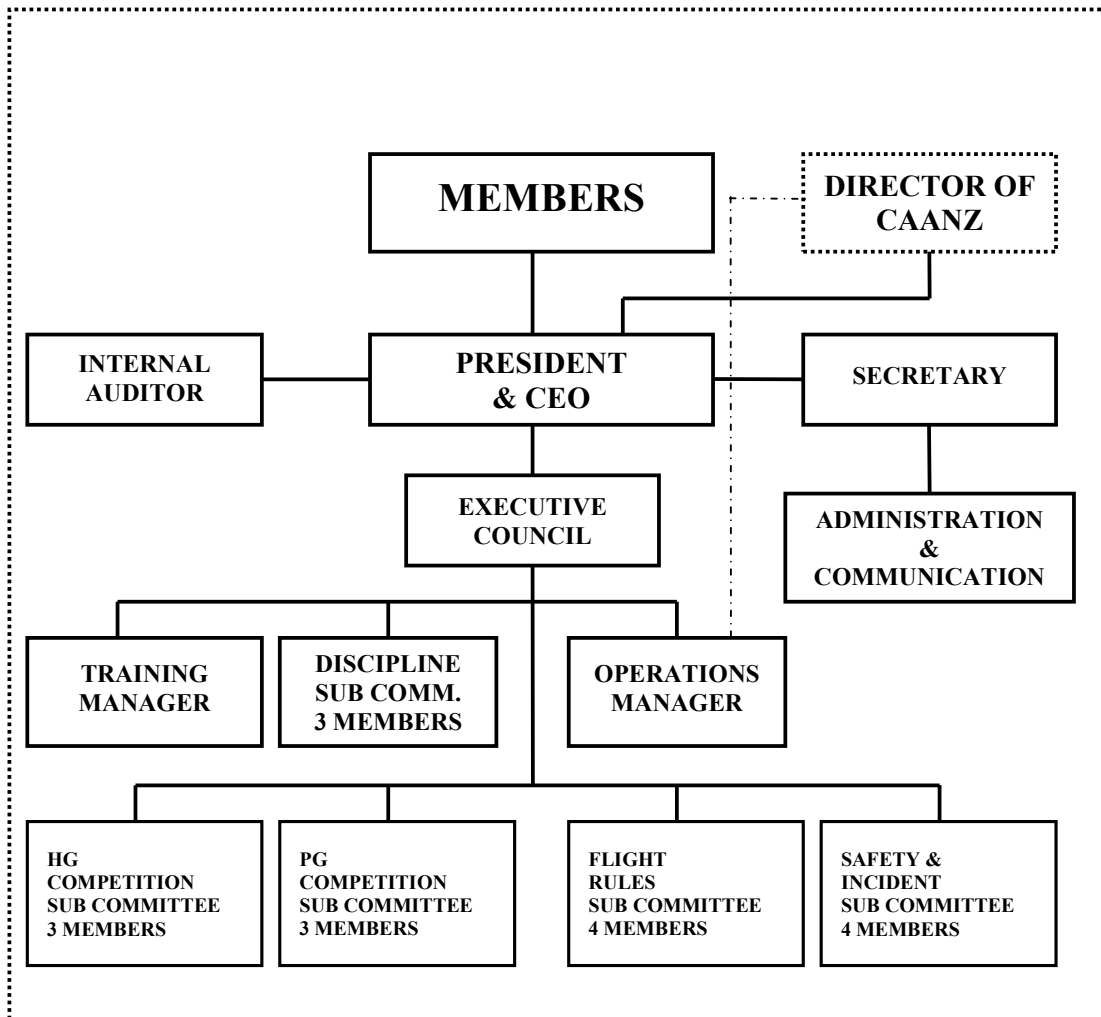 MEMBERS
DIRECTOR OF
CAANZ
INTERNAL
AUDITOR
PRESIDENT
& CEO
SECRETARY
EXECUTIVE
COUNCIL
ADMINISTRATION
&
COMMUNICATION
TRAINING
MANAGER
DISCIPLINE
SUB COMM.
3 MEMBERS
OPERATIONS
MANAGER
HG
COMPETITION
SUB COMMITTEE
3 MEMBERS
PG
COMPETITION
SUB COMMITTEE
3 MEMBERS
FLIGHT
RULES
SUB COMMITTEE
4 MEMBERS
SAFETY &
INCIDENT
SUB COMMITTEE
4 MEMBERS